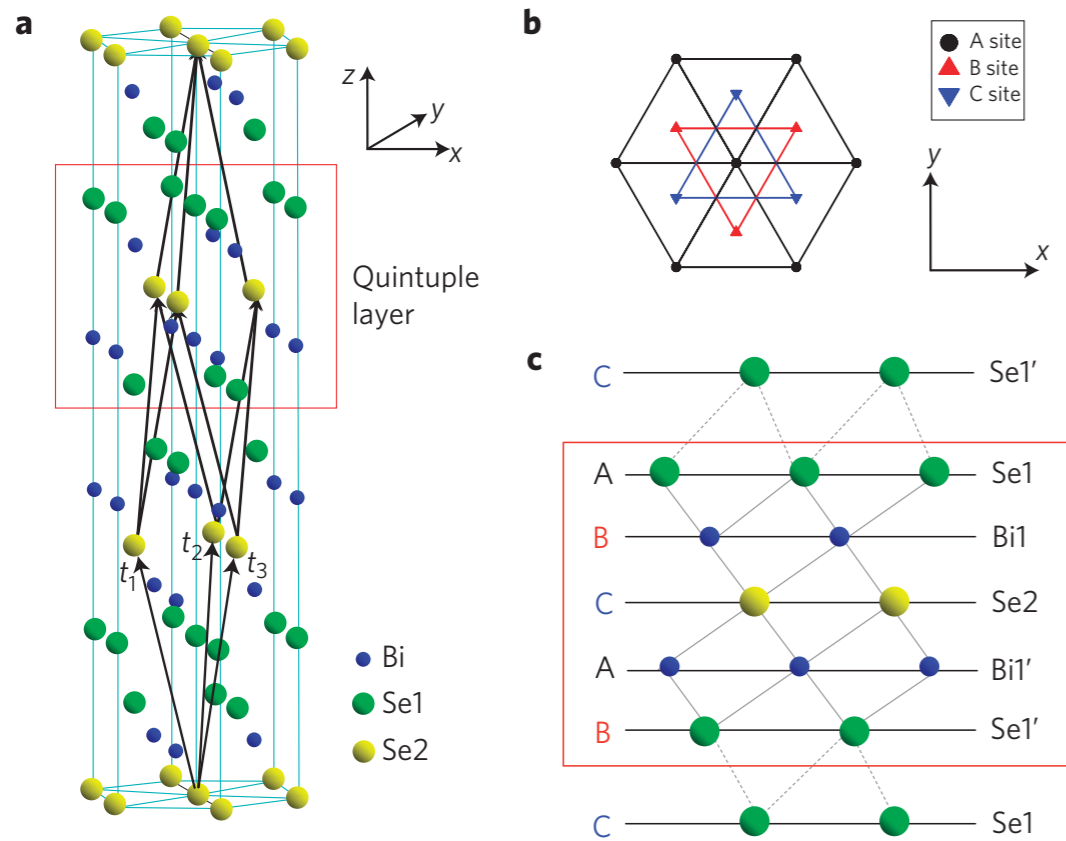 a
z
y
x
Quintuple
layer
t1
t2
t3
Bi
Se1
Se2
b
A site
B site
C site
y
x
c
C Se1′
A Se1
B Bi1
C Se2
A Bi1′
B Se1′
C Se1